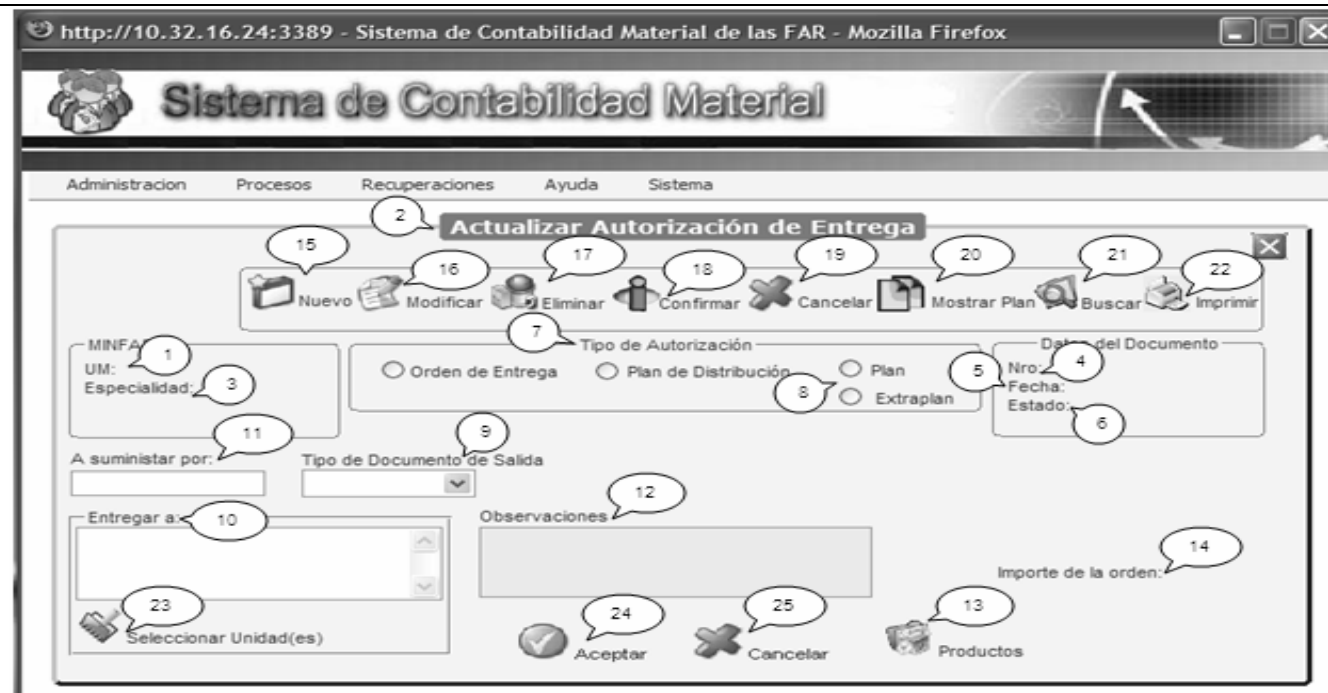 http://10.32.16.24:3389 - Sistema de Contabilidad Material de las FAR - Mozilla Firefox
Sistema de Contabilidad Material
Administracion Procesos Recuperaciones Ayuda Sistema
2 Actualizar Autorización de Entrega
15 16 17 18 19 20 21 22
Nuevo Modificar Eliminar Confirmar Cancelar Mostrar Plan Buscar Imprimir
MINFA 1 7 Tipo de Autorización Datos del Documento
UM: Orden de Entrega Plan de Distribución Plan 5 Nro: 4
Especialidad: 3 8 Extraplan Fecha:
Estado: 6
11 9
A suministar por: Tipo de Documento de Salida
12
Entregar a: 10 Observaciones
14
Importe de la orden:
23 24 25 13
Seleccionar Unidad(es) Aceptar Cancelar Productos